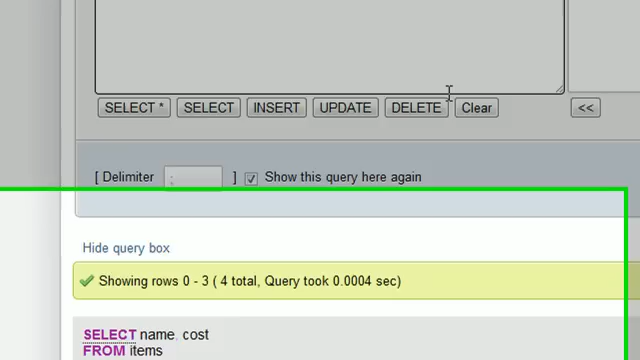 SELECT * SELECT INSERT UPDATE DELETE Clear <<
[ Delimiter ; ] Show this query here again
Hide query box
Showing rows 0 - 3 ( 4 total, Query took 0.0004 sec)
SELECT name, cost
FROM items